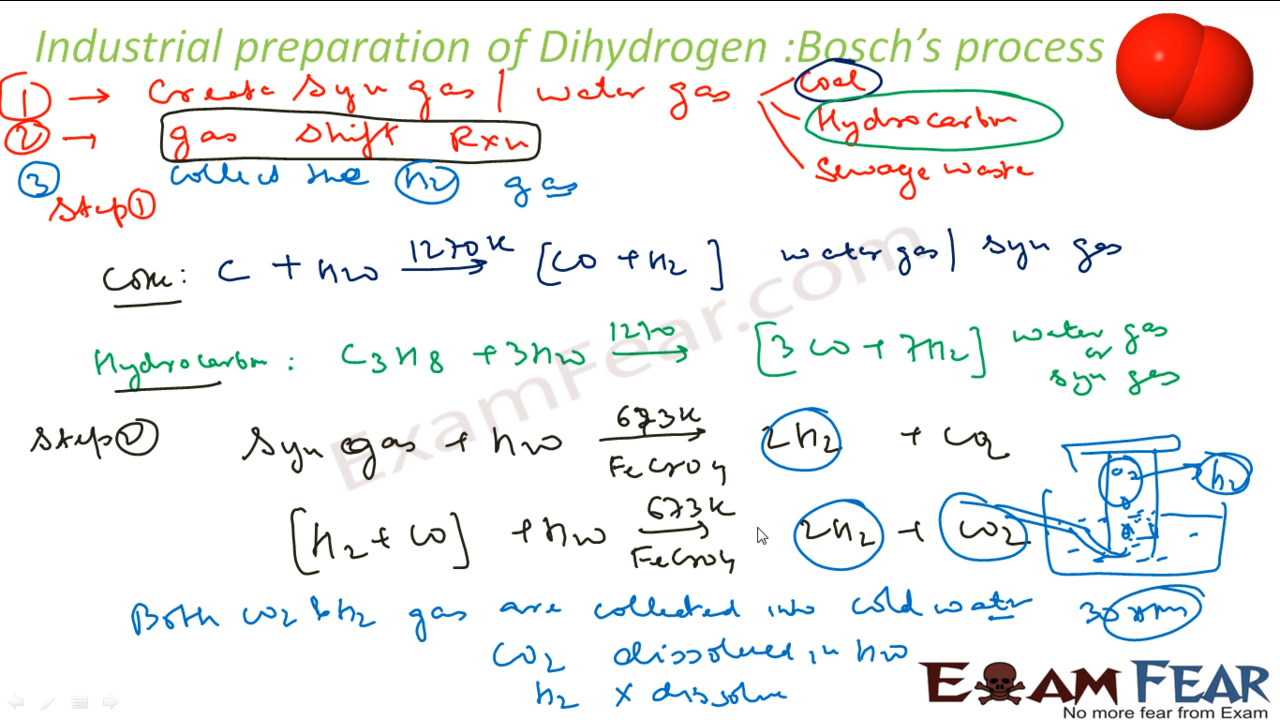 Industrial preparation of Dihydrogen :Bosch's process
① → Create Syn gas | water gas
Coal
Hydrocarbon
Sewage waste
② → gas shift Rxn
③ collect the H2 gas
Step ①
Coal: C + H2O 1270K → [CO + H2] water gas | syn gas
Hydrocarbon: C3H8 + 3H2O 1270 → [3CO + 7H2] water gas or syn gas
Step ② Syn gas + H2O 673K → FeCrO4 2H2 + CO2
[H2 + CO] + H2O 673K → FeCrO4 2H2 + CO2
O2
H2
Both CO2 & H2 gas are collected into cold water 30 atm
CO2 dissolved in H2O
H2 X dissolve
ExamFear.com
EXAM FEAR
No more fear from Exam